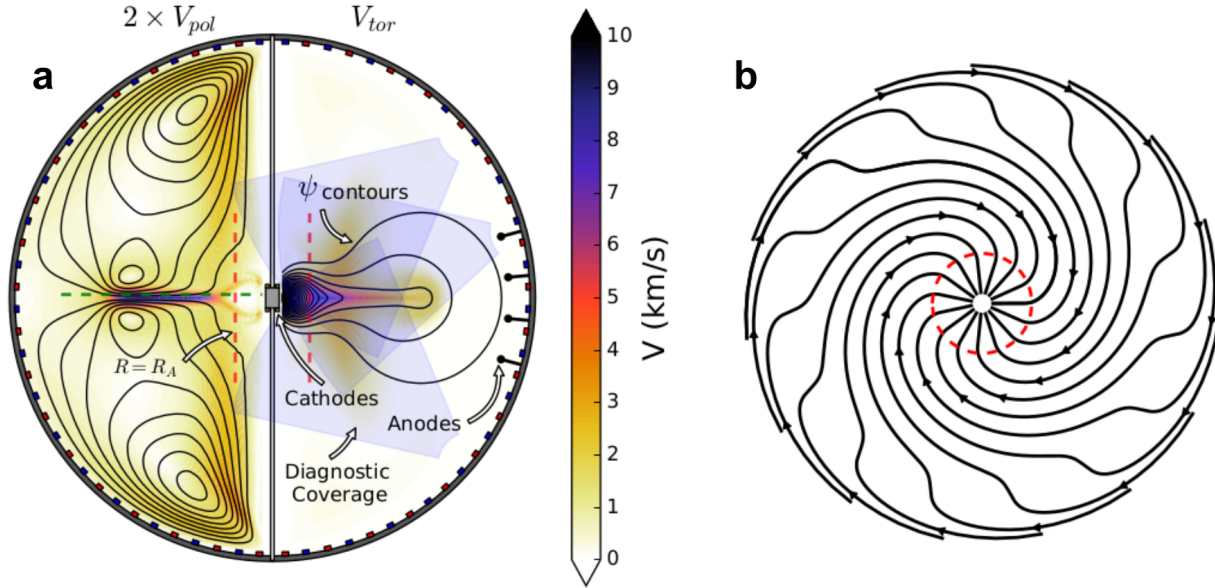 2 × V_pol
V_tor
a
b
ψ contours
R = R_A
Cathodes
Anodes
Diagnostic
Coverage
10
9
8
7
6
5
4
3
2
1
0
V (km/s)